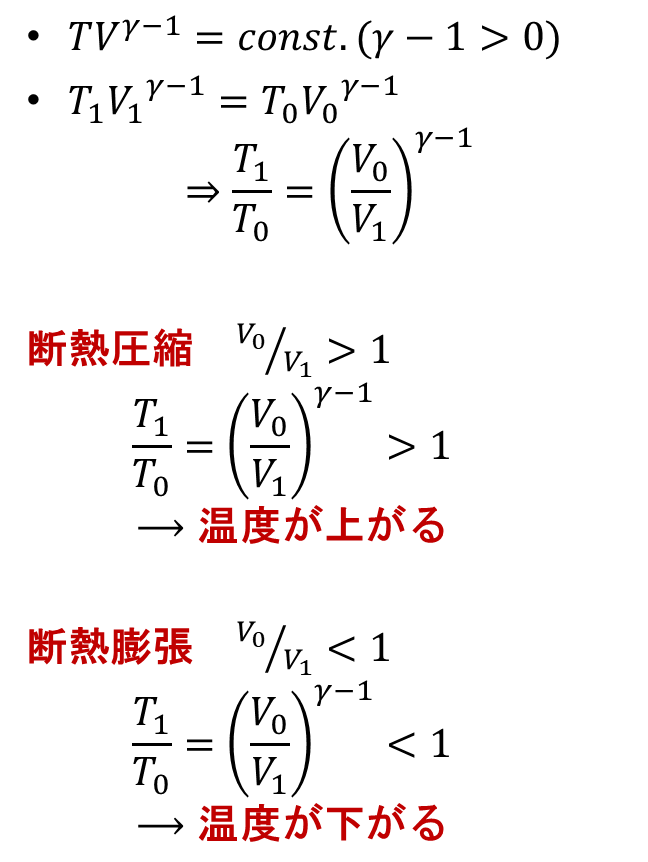 • TV^{γ−1} = const. (γ − 1 > 0)
• T₁V₁^{γ−1} = T₀V₀^{γ−1}
⇒ T₁/T₀ = (V₀/V₁)^{γ−1}
断熱圧縮 V₀/V₁ > 1
T₁/T₀ = (V₀/V₁)^{γ−1} > 1
→ 温度が上がる
断熱膨張 V₀/V₁ < 1
T₁/T₀ = (V₀/V₁)^{γ−1} < 1
→ 温度が下がる